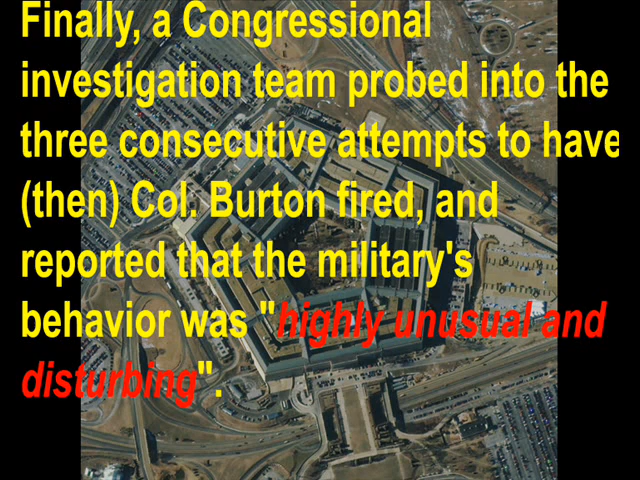 Finally, a Congressional
investigation team probed into the
three consecutive attempts to have
(then) Col. Burton fired, and
reported that the military's
behavior was "highly unusual and
disturbing".